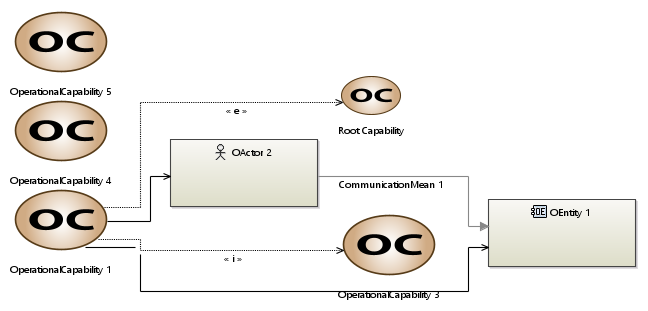 OC
OperationalCapability 5
OC
OperationalCapability 4
OC
OperationalCapability 1
« e »
OC
Root Capability
OActor 2
CommunicationMean 1
OE OEntity 1
« i »
OC
OperationalCapability 3